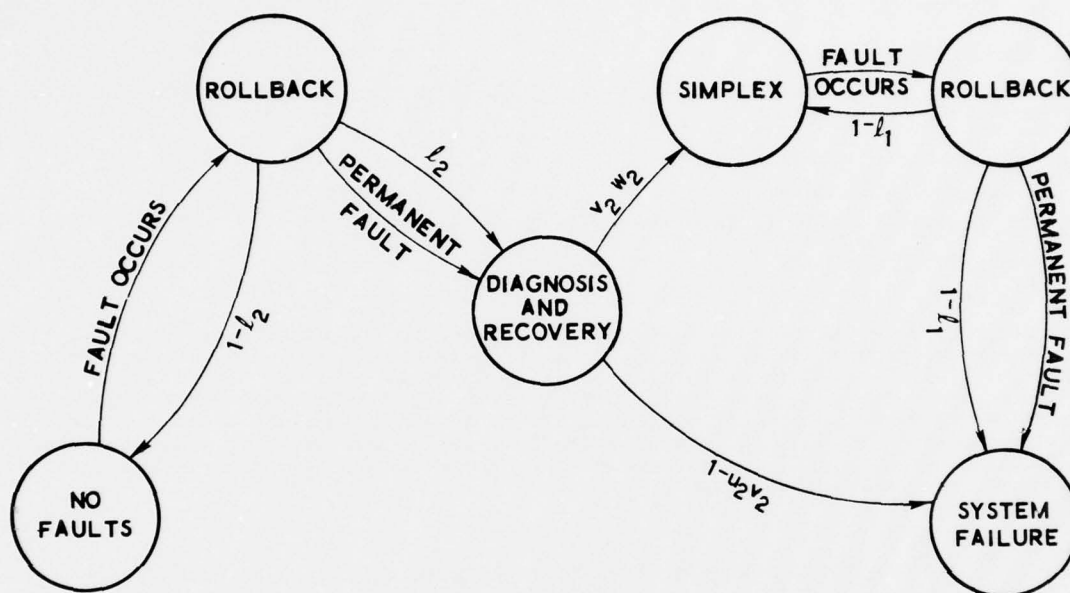 ROLLBACK
SIMPLEX
FAULT
OCCURS
1-ℓ₁
ROLLBACK
ℓ₂
PERMANENT
FAULT
v₂ w₂
FAULT OCCURS
1-ℓ₂
DIAGNOSIS
AND
RECOVERY
1-ℓ₁
PERMANENT FAULT
1-u₂v₂
NO
FAULTS
SYSTEM
FAILURE